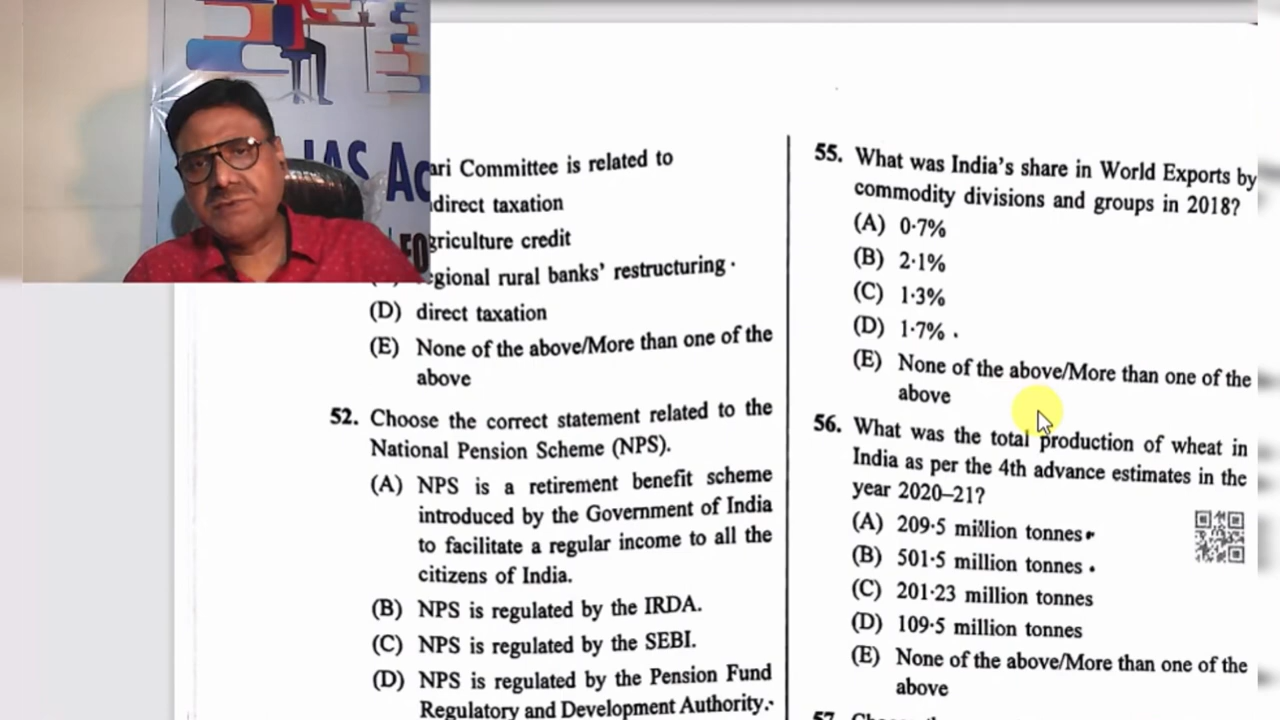 IAS Ac
FO
ari Committee is related to
direct taxation
griculture credit
egional rural banks' restructuring
(D) direct taxation
(E) None of the above/More than one of the
above
52. Choose the correct statement related to the
National Pension Scheme (NPS).
(A) NPS is a retirement benefit scheme
introduced by the Government of India
to facilitate a regular income to all the
citizens of India.
(B) NPS is regulated by the IRDA.
(C) NPS is regulated by the SEBI.
(D) NPS is regulated by the Pension Fund
Regulatory and Development Authority.
55. What was India's share in World Exports by
commodity divisions and groups in 2018?
(A) 0·7%
(B) 2·1%
(C) 1·3%
(D) 1·7%
(E) None of the above/More than one of the
above
56. What was the total production of wheat in
India as per the 4th advance estimates in the
year 2020–21?
(A) 209·5 million tonnes
(B) 501·5 million tonnes
(C) 201·23 million tonnes
(D) 109·5 million tonnes
(E) None of the above/More than one of the
above
57.